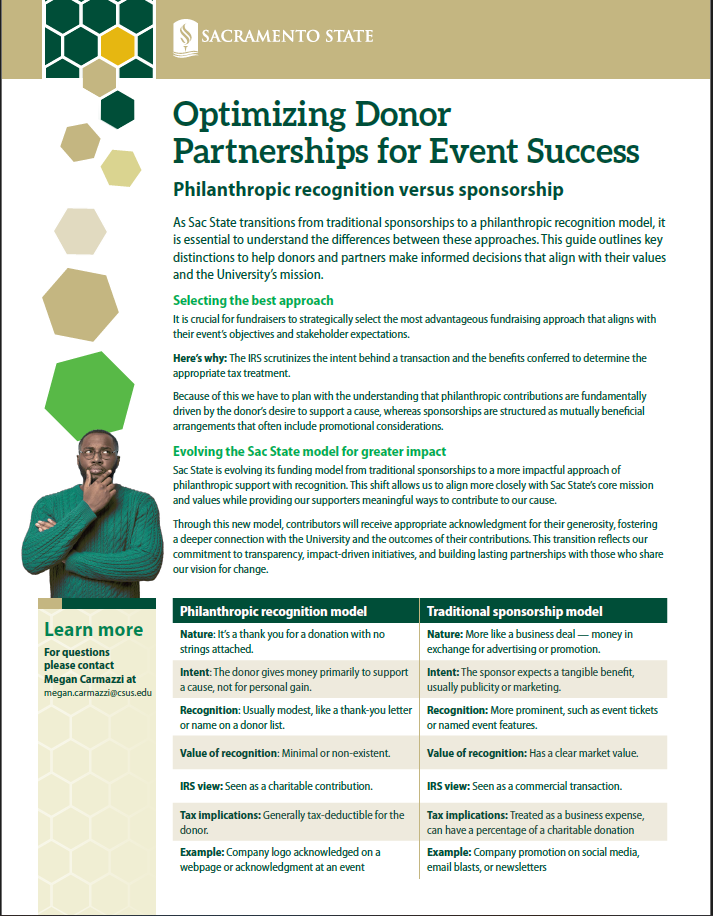 SACRAMENTO STATE
Optimizing Donor
Partnerships for Event Success
Philanthropic recognition versus sponsorship
As Sac State transitions from traditional sponsorships to a philanthropic recognition model, it
is essential to understand the differences between these approaches. This guide outlines key
distinctions to help donors and partners make informed decisions that align with their values
and the University's mission.
Selecting the best approach
It is crucial for fundraisers to strategically select the most advantageous fundraising approach that aligns with
their event's objectives and stakeholder expectations.
Here's why: The IRS scrutinizes the intent behind a transaction and the benefits conferred to determine the
appropriate tax treatment.
Because of this we have to plan with the understanding that philanthropic contributions are fundamentally
driven by the donor's desire to support a cause, whereas sponsorships are structured as mutually beneficial
arrangements that often include promotional considerations.
Evolving the Sac State model for greater impact
Sac State is evolving its funding model from traditional sponsorships to a more impactful approach of
philanthropic support with recognition. This shift allows us to align more closely with Sac State's core mission
and values while providing our supporters meaningful ways to contribute to our cause.
Through this new model, contributors will receive appropriate acknowledgment for their generosity, fostering
a deeper connection with the University and the outcomes of their contributions. This transition reflects our
commitment to transparency, impact-driven initiatives, and building lasting partnerships with those who share
our vision for change.
Learn more
For questions
please contact
Megan Carmazzi at
megan.carmazzi@csus.edu
Philanthropic recognition model
Traditional sponsorship model
Nature: It's a thank you for a donation with no
strings attached.
Nature: More like a business deal — money in
exchange for advertising or promotion.
Intent: The donor gives money primarily to support
a cause, not for personal gain.
Intent: The sponsor expects a tangible benefit,
usually publicity or marketing.
Recognition: Usually modest, like a thank-you letter
or name on a donor list.
Recognition: More prominent, such as event tickets
or named event features.
Value of recognition: Minimal or non-existent.
Value of recognition: Has a clear market value.
IRS view: Seen as a charitable contribution.
IRS view: Seen as a commercial transaction.
Tax implications: Generally tax-deductible for the
donor.
Tax implications: Treated as a business expense,
can have a percentage of a charitable donation
Example: Company logo acknowledged on a
webpage or acknowledgment at an event
Example: Company promotion on social media,
email blasts, or newsletters